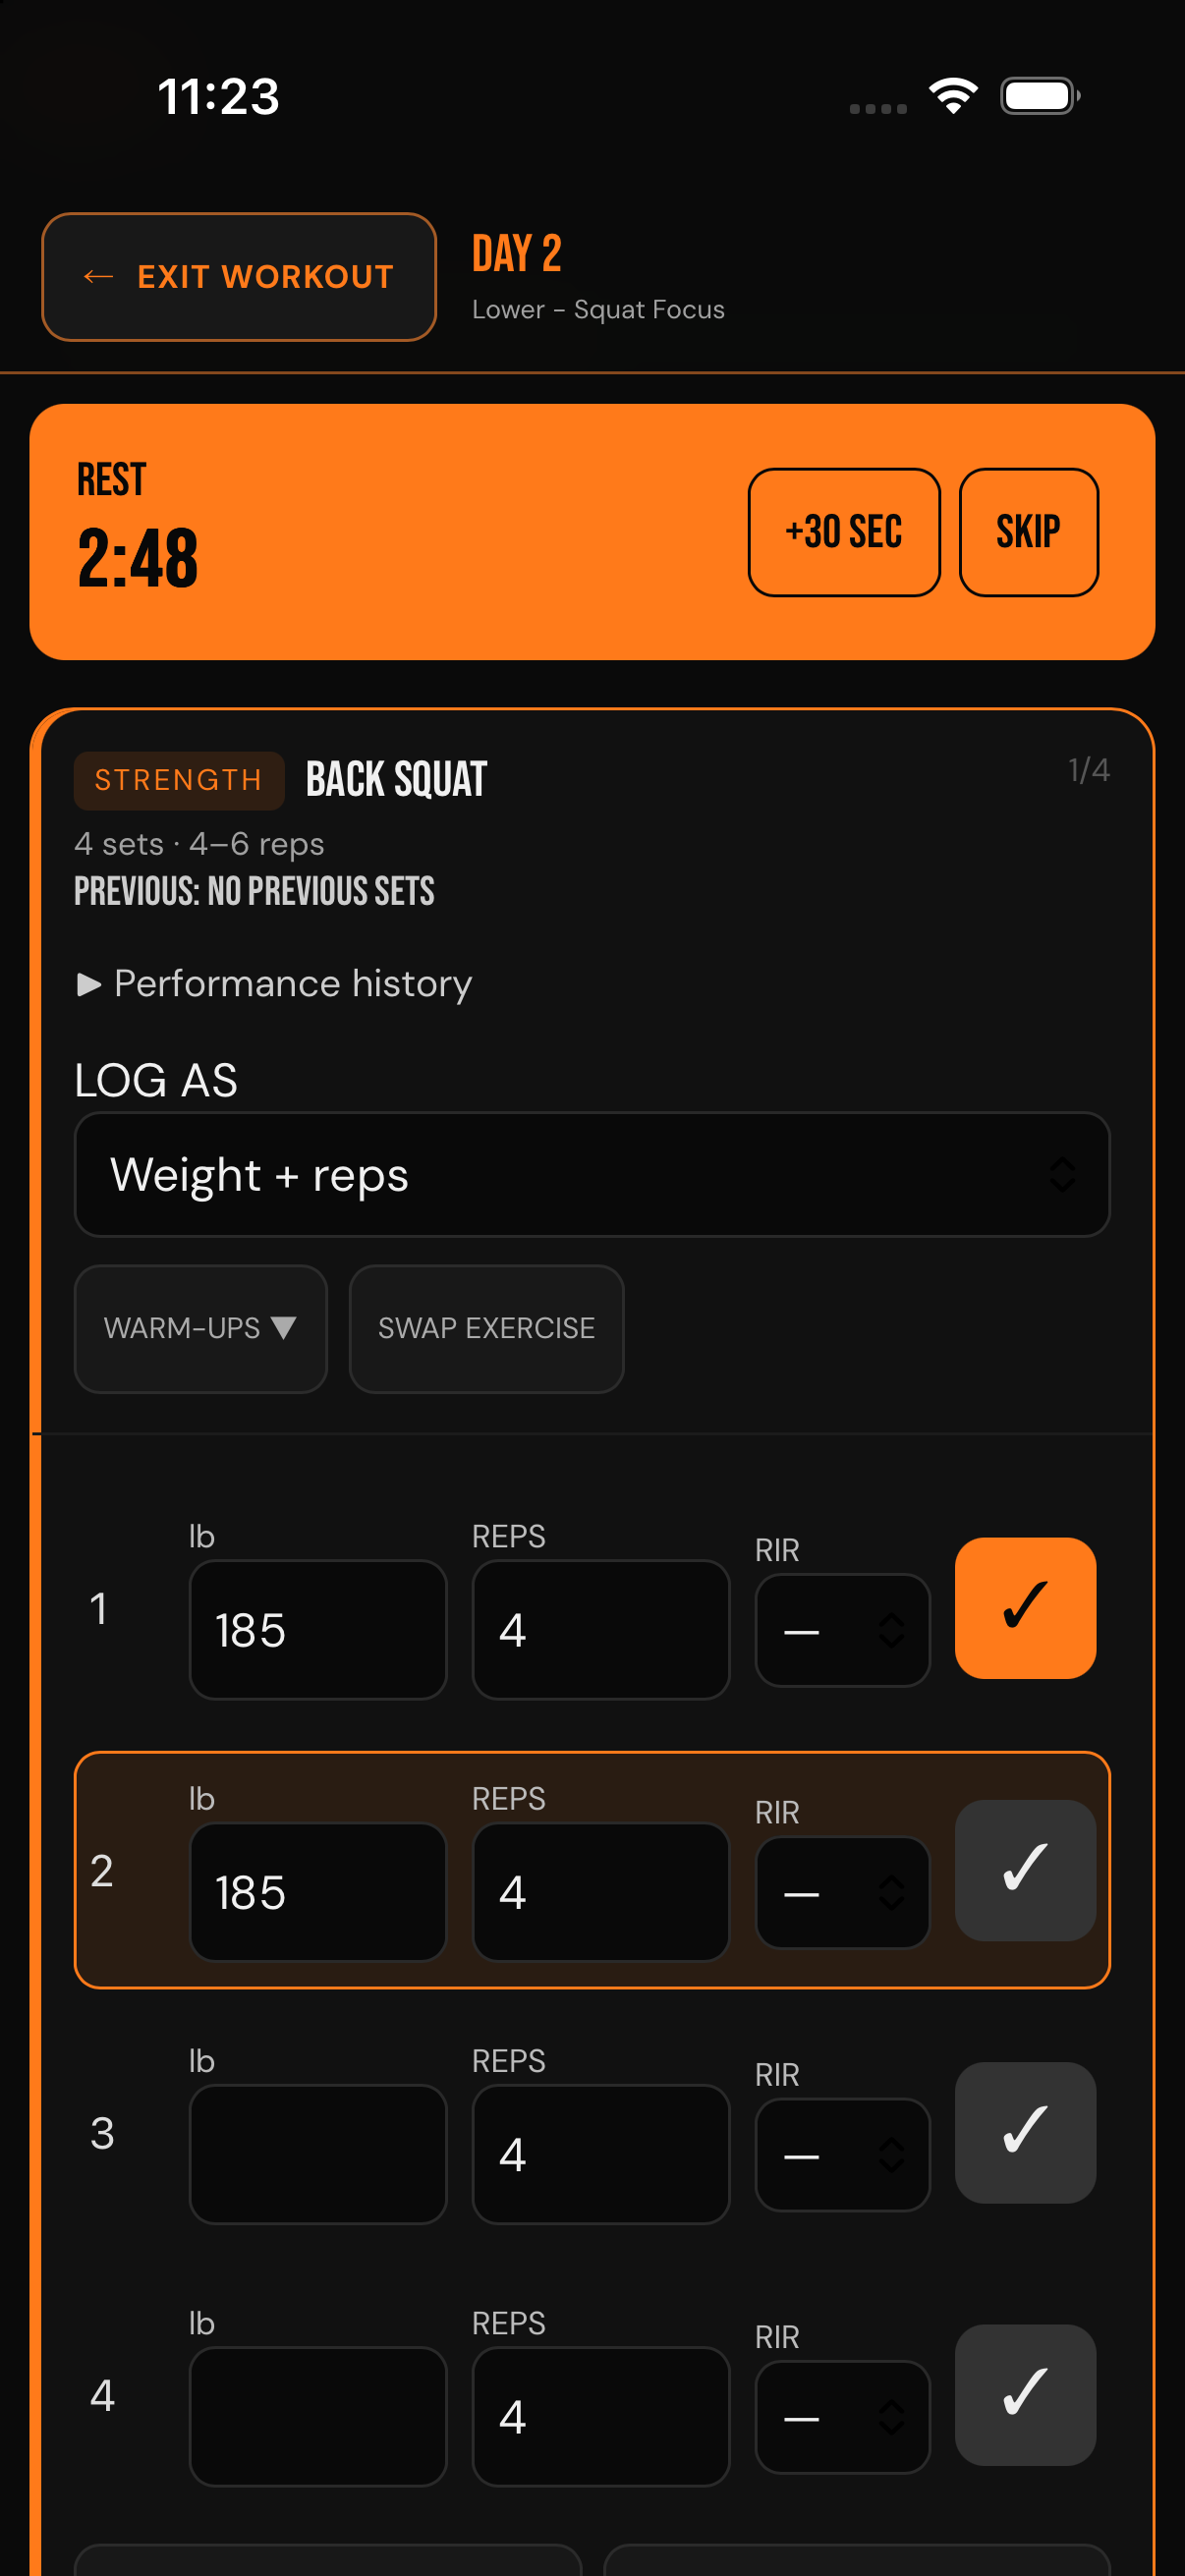 11:23
← EXIT WORKOUT
DAY 2
Lower - Squat Focus
REST
2:48
+30 SEC
SKIP
STRENGTH
BACK SQUAT
1/4
4 sets · 4–6 reps
PREVIOUS: NO PREVIOUS SETS
▶ Performance history
LOG AS
Weight + reps
WARM-UPS ▼
SWAP EXERCISE
lb REPS RIR
1 185 4 — ✓
lb REPS RIR
2 185 4 — ✓
lb REPS RIR
3 4 — ✓
lb REPS RIR
4 4 — ✓